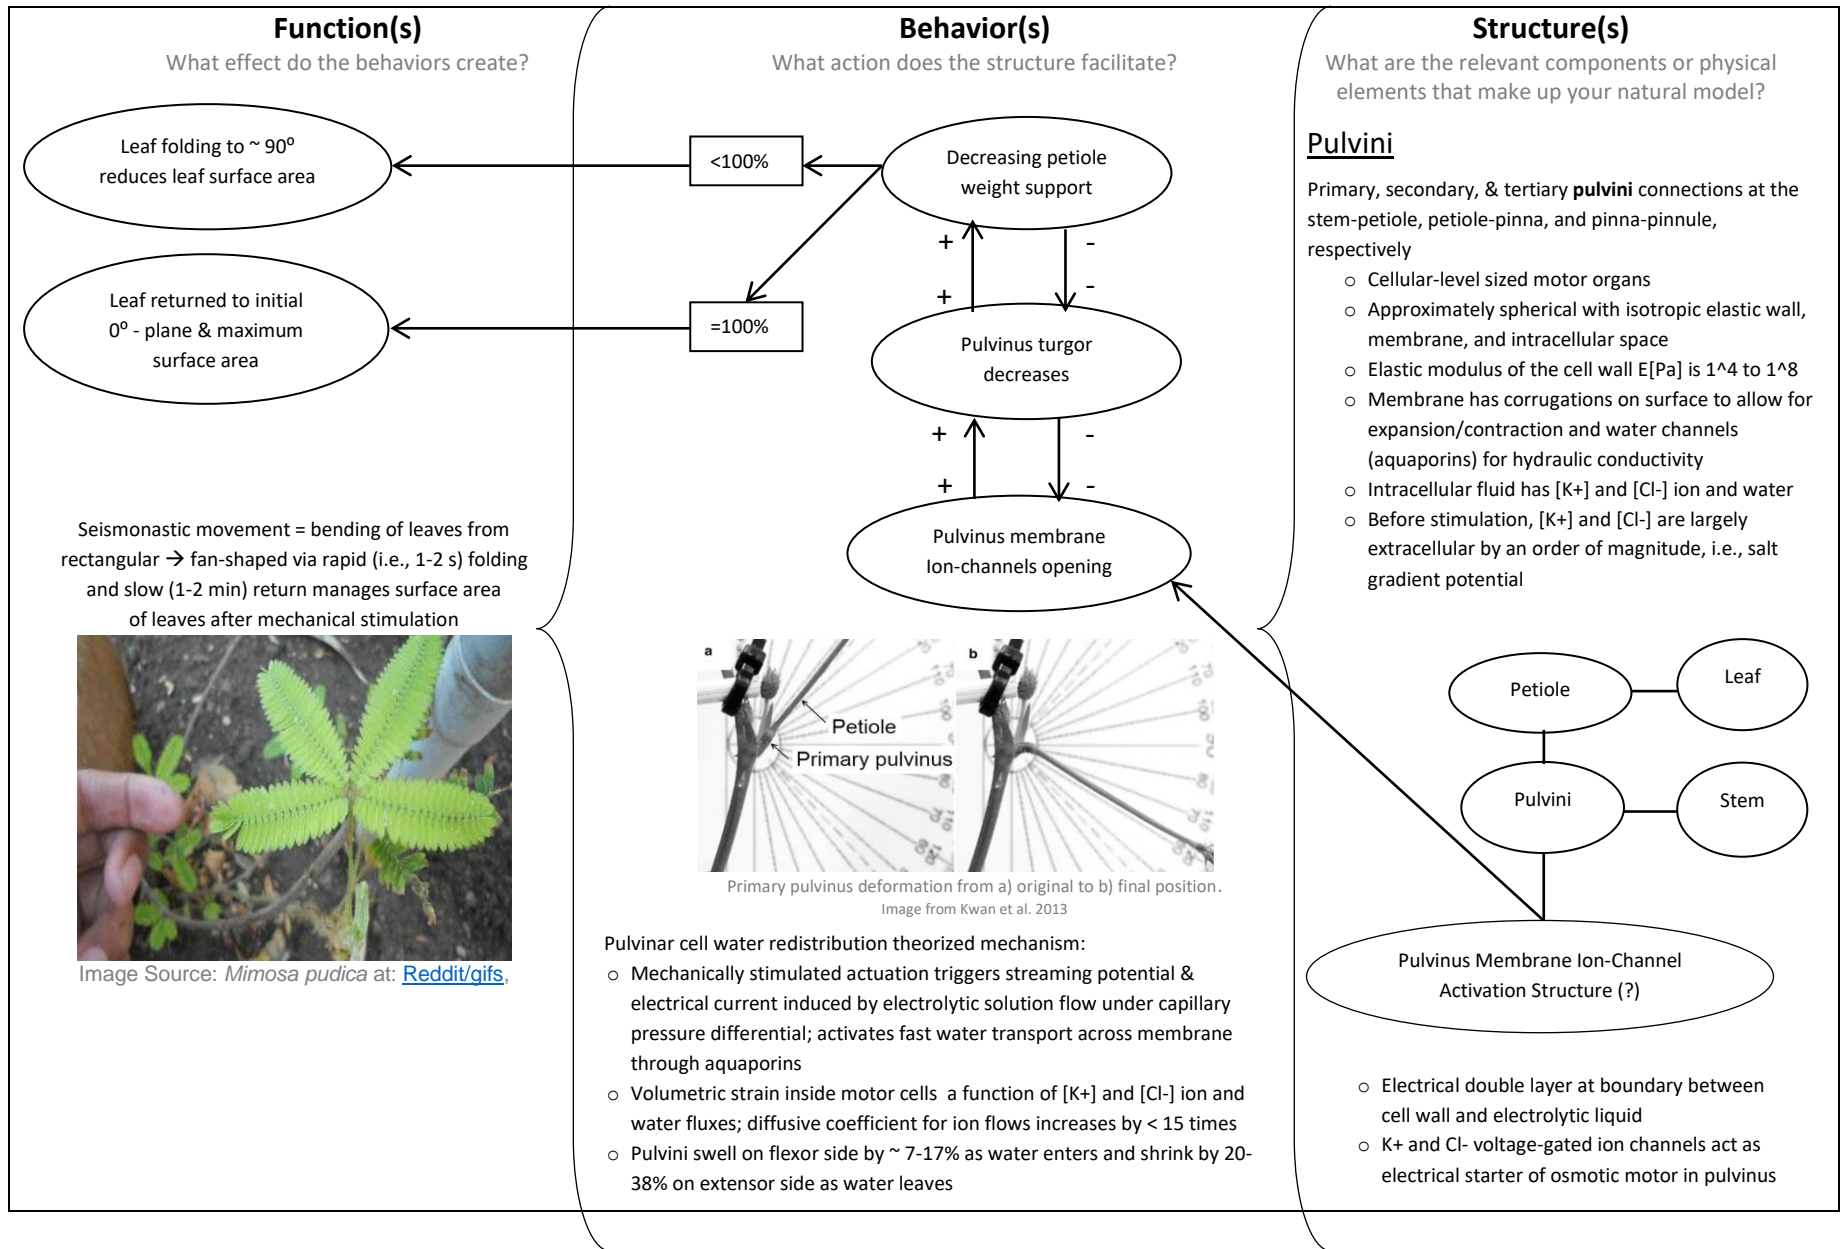 Function(s)
What effect do the behaviors create?
Leaf folding to ~ 90⁰
reduces leaf surface area
Leaf returned to initial
0⁰ - plane & maximum
surface area
Seismonastic movement = bending of leaves from
rectangular → fan-shaped via rapid (i.e., 1-2 s) folding
and slow (1-2 min) return manages surface area
of leaves after mechanical stimulation
Image Source: Mimosa pudica at: Reddit/gifs,
Behavior(s)
What action does the structure facilitate?
<100%
=100%
Decreasing petiole
weight support
+ -
+ -
Pulvinus turgor
decreases
+ -
+ -
Pulvinus membrane
Ion-channels opening
a
Petiole
Primary pulvinus
b
Primary pulvinus deformation from a) original to b) final position.
Image from Kwan et al. 2013
Pulvinar cell water redistribution theorized mechanism:
o Mechanically stimulated actuation triggers streaming potential &
electrical current induced by electrolytic solution flow under capillary
pressure differential; activates fast water transport across membrane
through aquaporins
o Volumetric strain inside motor cells a function of [K+] and [Cl-] ion and
water fluxes; diffusive coefficient for ion flows increases by < 15 times
o Pulvini swell on flexor side by ~ 7-17% as water enters and shrink by 20-
38% on extensor side as water leaves
Structure(s)
What are the relevant components or physical
elements that make up your natural model?
Pulvini
Primary, secondary, & tertiary pulvini connections at the
stem-petiole, petiole-pinna, and pinna-pinnule,
respectively
o Cellular-level sized motor organs
o Approximately spherical with isotropic elastic wall,
membrane, and intracellular space
o Elastic modulus of the cell wall E[Pa] is 1^4 to 1^8
o Membrane has corrugations on surface to allow for
expansion/contraction and water channels
(aquaporins) for hydraulic conductivity
o Intracellular fluid has [K+] and [Cl-] ion and water
o Before stimulation, [K+] and [Cl-] are largely
extracellular by an order of magnitude, i.e., salt
gradient potential
Petiole
Leaf
Pulvini
Stem
Pulvinus Membrane Ion-Channel
Activation Structure (?)
o Electrical double layer at boundary between
cell wall and electrolytic liquid
o K+ and Cl- voltage-gated ion channels act as
electrical starter of osmotic motor in pulvinus